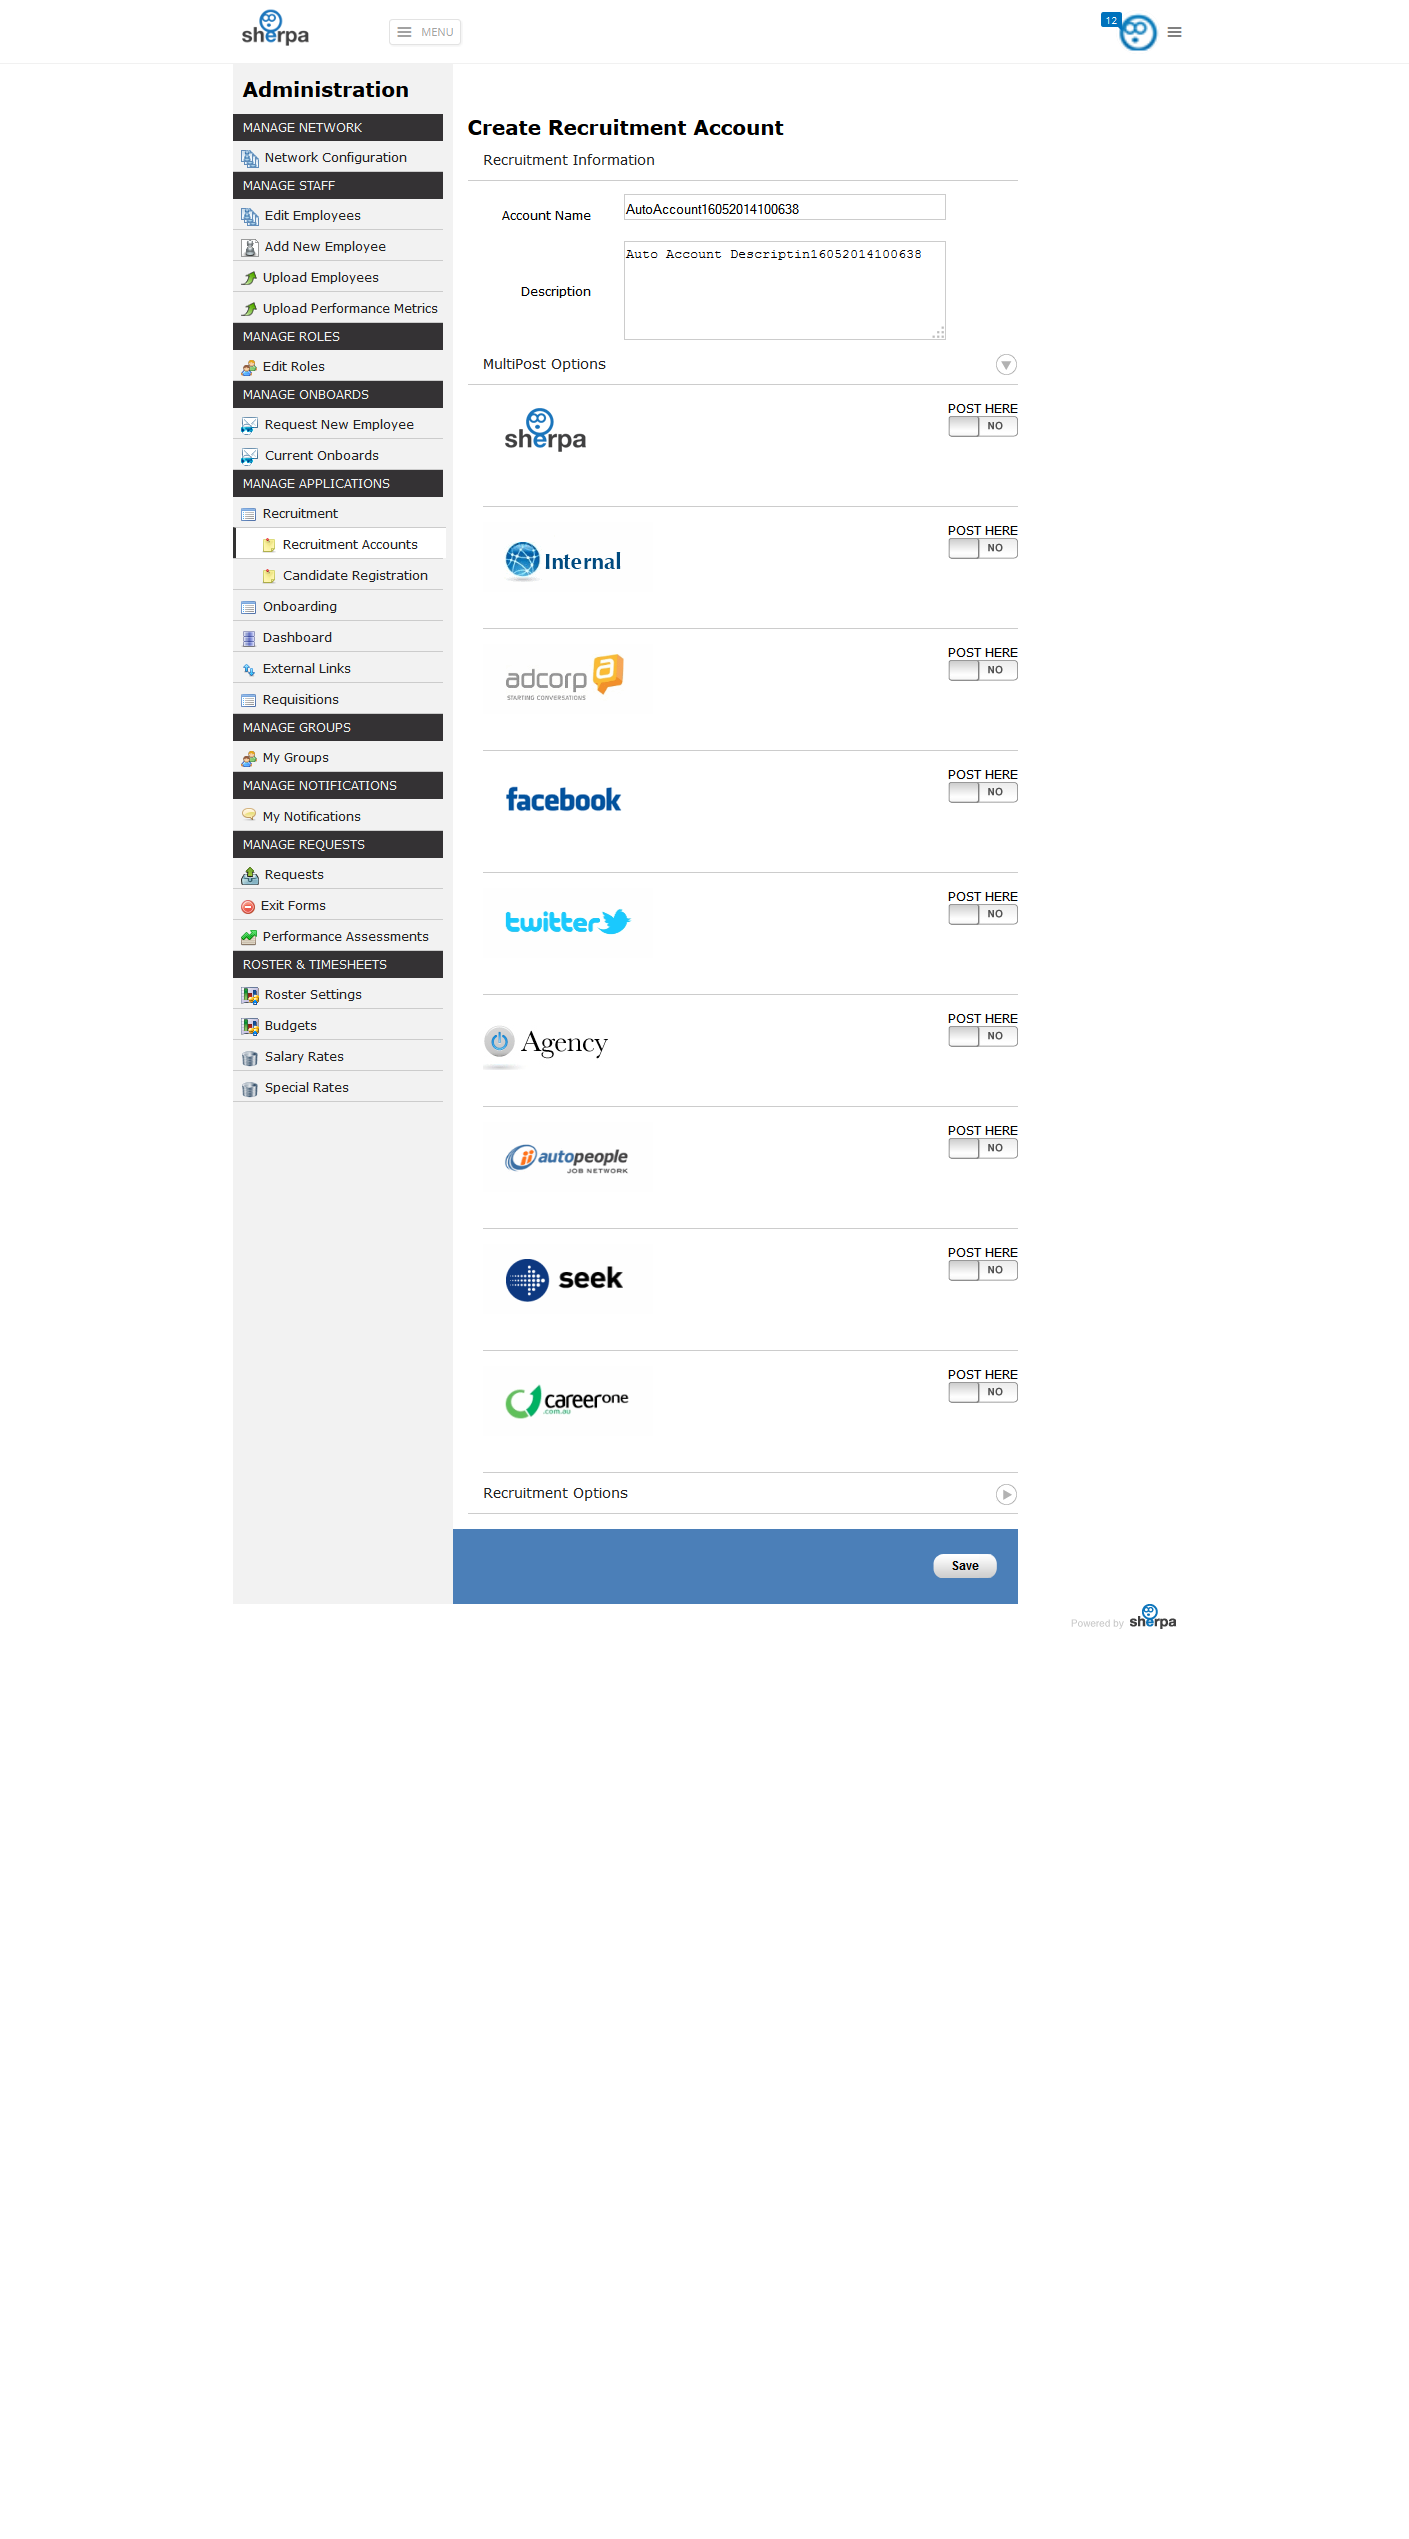 sherpa
MENU
12
Administration
MANAGE NETWORK
Network Configuration
MANAGE STAFF
Edit Employees
Add New Employee
Upload Employees
Upload Performance Metrics
MANAGE ROLES
Edit Roles
MANAGE ONBOARDS
Request New Employee
Current Onboards
MANAGE APPLICATIONS
Recruitment
Recruitment Accounts
Candidate Registration
Onboarding
Dashboard
External Links
Requisitions
MANAGE GROUPS
My Groups
MANAGE NOTIFICATIONS
My Notifications
MANAGE REQUESTS
Requests
Exit Forms
Performance Assessments
ROSTER & TIMESHEETS
Roster Settings
Budgets
Salary Rates
Special Rates
Create Recruitment Account
Recruitment Information
Account Name
AutoAccount16052014100638
Description
Auto Account Descriptin16052014100638
MultiPost Options
sherpa
POST HERE
NO
Internal
POST HERE
NO
adcorp a
STARTING CONVERSATIONS
POST HERE
NO
facebook
POST HERE
NO
twitter
POST HERE
NO
Agency
POST HERE
NO
autopeople
JOB NETWORK
POST HERE
NO
seek
POST HERE
NO
careerone
.com.au
POST HERE
NO
Recruitment Options
Save
Powered by sherpa